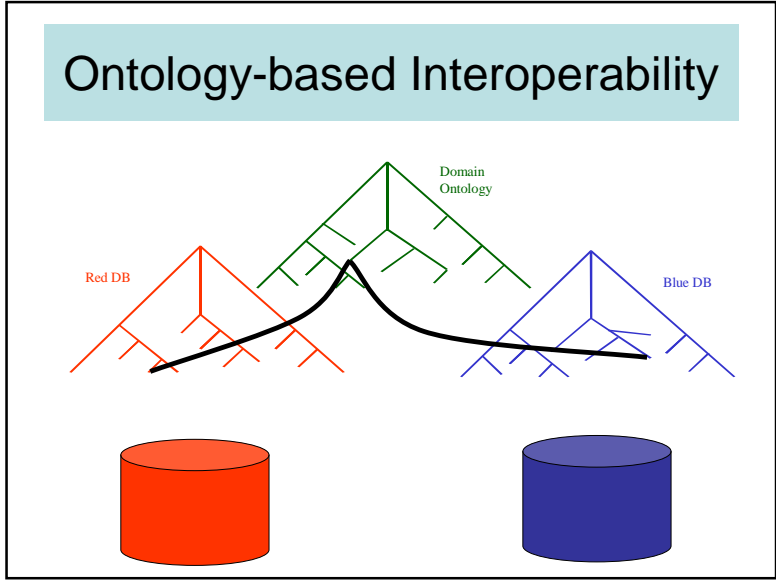 Ontology-based Interoperability
Domain
Ontology
Red DB
Blue DB